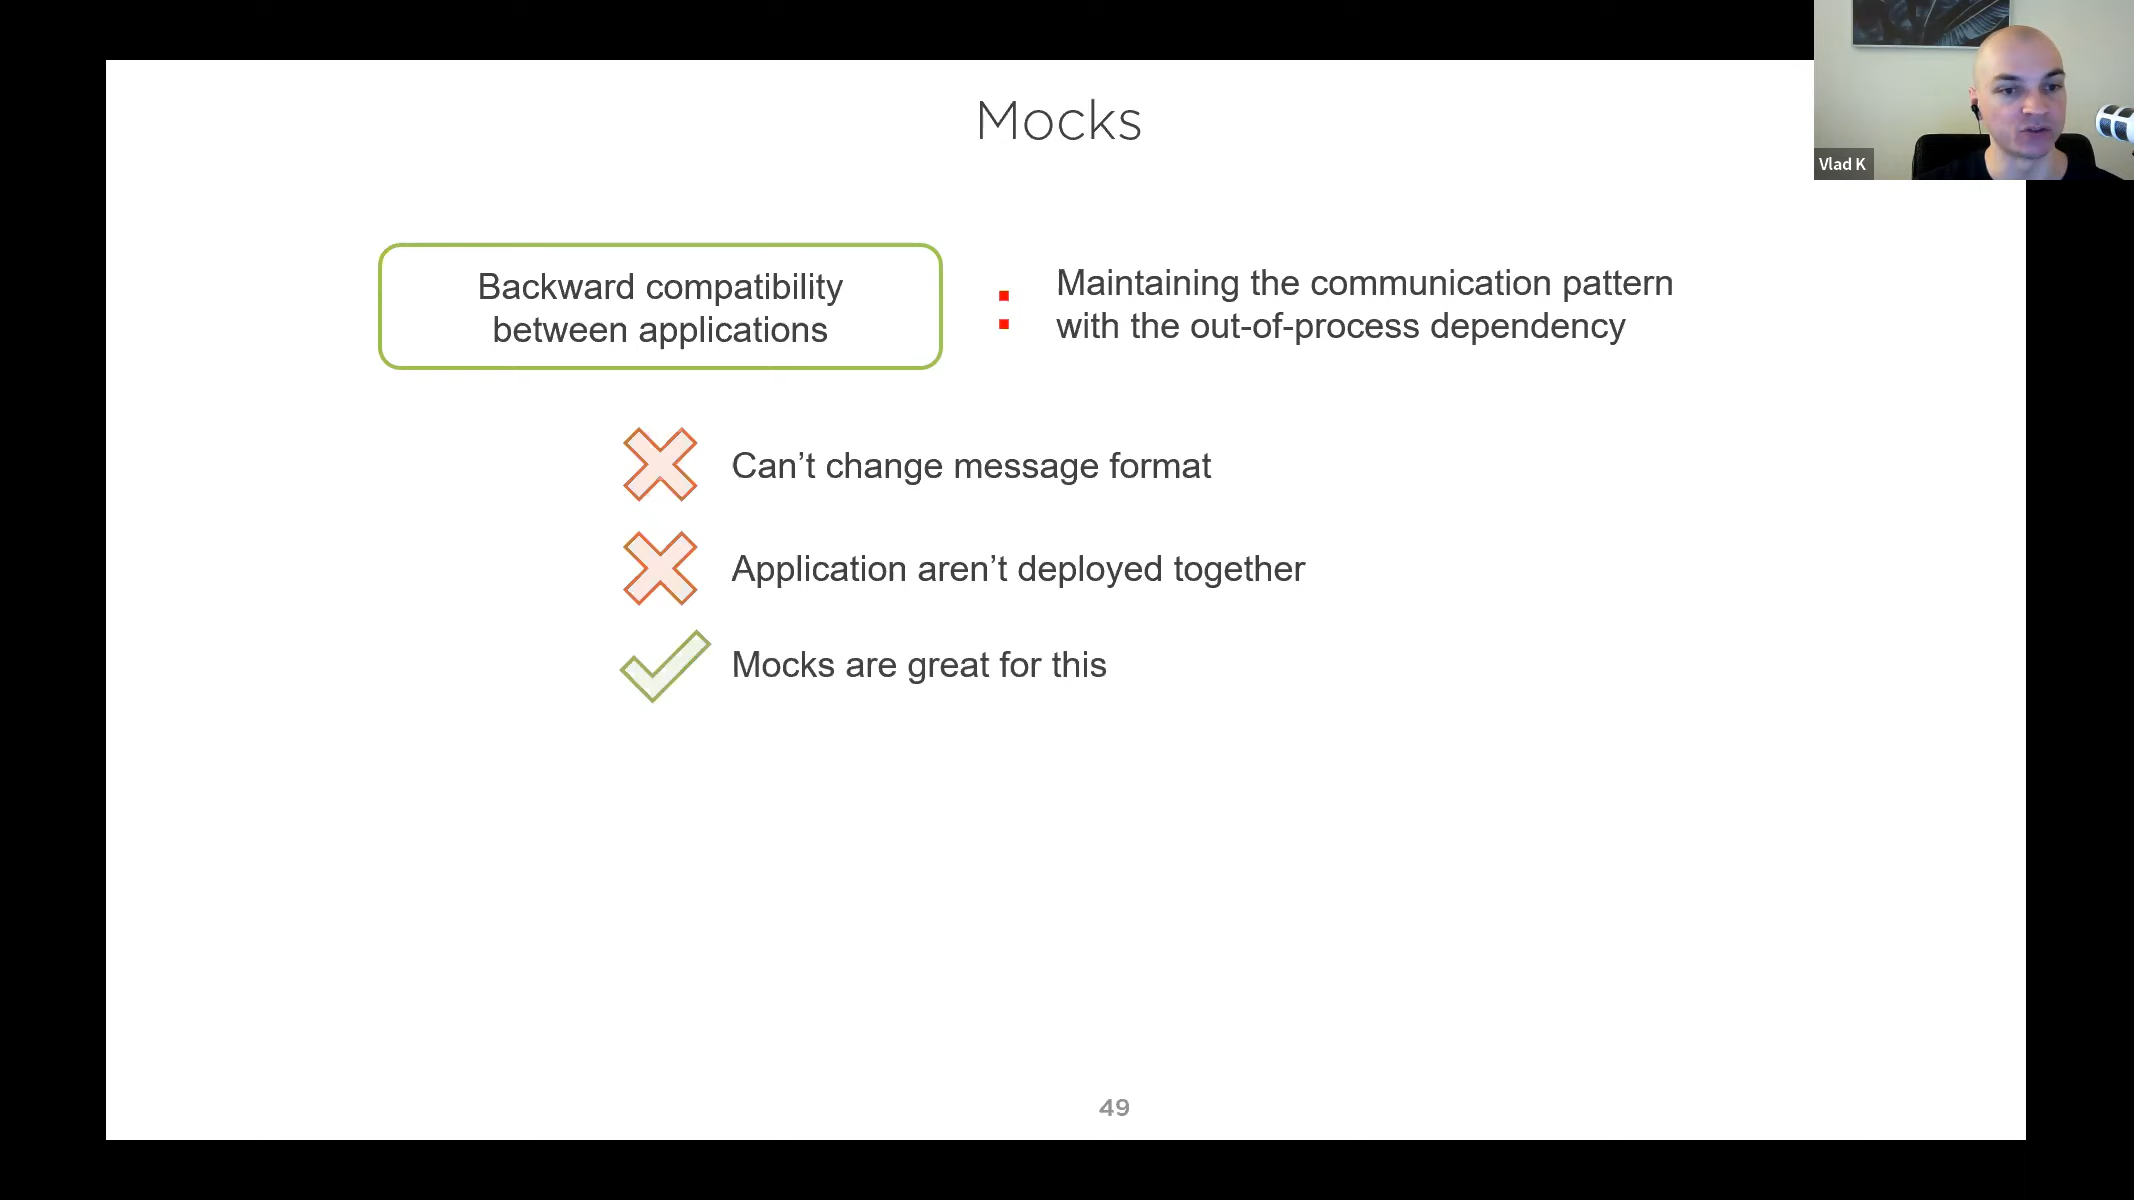 Mocks
Vlad K
Backward compatibility
between applications
:
Maintaining the communication pattern
with the out-of-process dependency
Can’t change message format
Application aren’t deployed together
Mocks are great for this
49